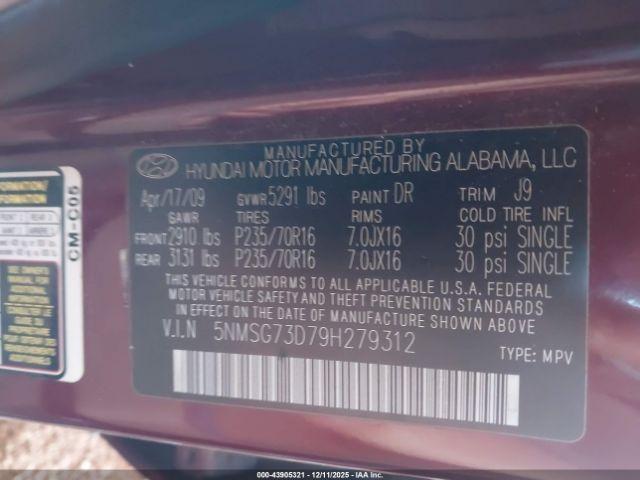 MANUFACTURED BY
HYUNDAI MOTOR MANUFACTURING ALABAMA, LLC
Apr/17/09 GVWR 5291 lbs PAINT DR TRIM J9
GAWR TIRES RIMS COLD TIRE INFO
FRONT 2910 lbs P235/70R16 7.0JX16 30 psi SINGLE
REAR 3131 lbs P235/70R16 7.0JX16 30 psi SINGLE
THIS VEHICLE CONFORMS TO ALL APPLICABLE U.S.A. FEDERAL
MOTOR VEHICLE SAFETY AND THEFT PREVENTION STANDARDS
IN EFFECT ON THE DATE OF MANUFACTURE SHOWN ABOVE
V.I.N 5NMSG73D79H279312
TYPE: MPV
CM-C05
#00-43905321 - 12/11/2025 - IAA Inc.